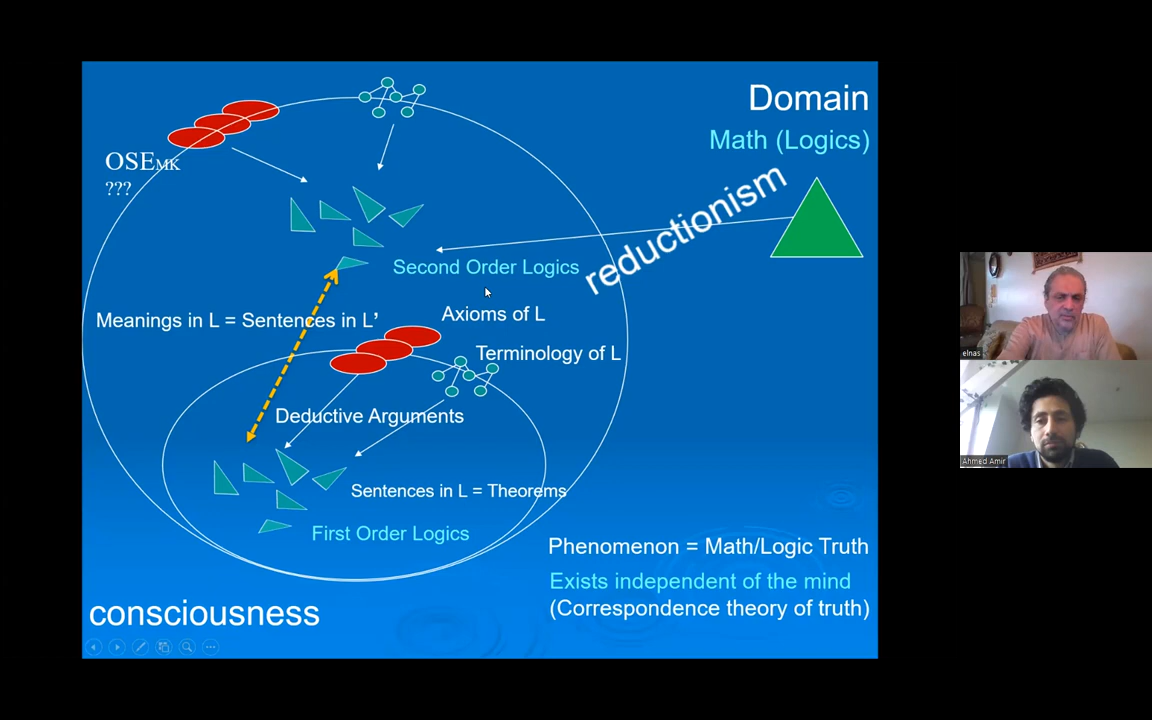 Domain
Math (Logics)
OSEMK
???
reductionism
Second Order Logics
Meanings in L = Sentences in L’
Axioms of L
Terminology of L
Deductive Arguments
Sentences in L = Theorems
First Order Logics
Phenomenon = Math/Logic Truth
Exists independent of the mind
(Correspondence theory of truth)
consciousness
elnas
Ahmed Amir